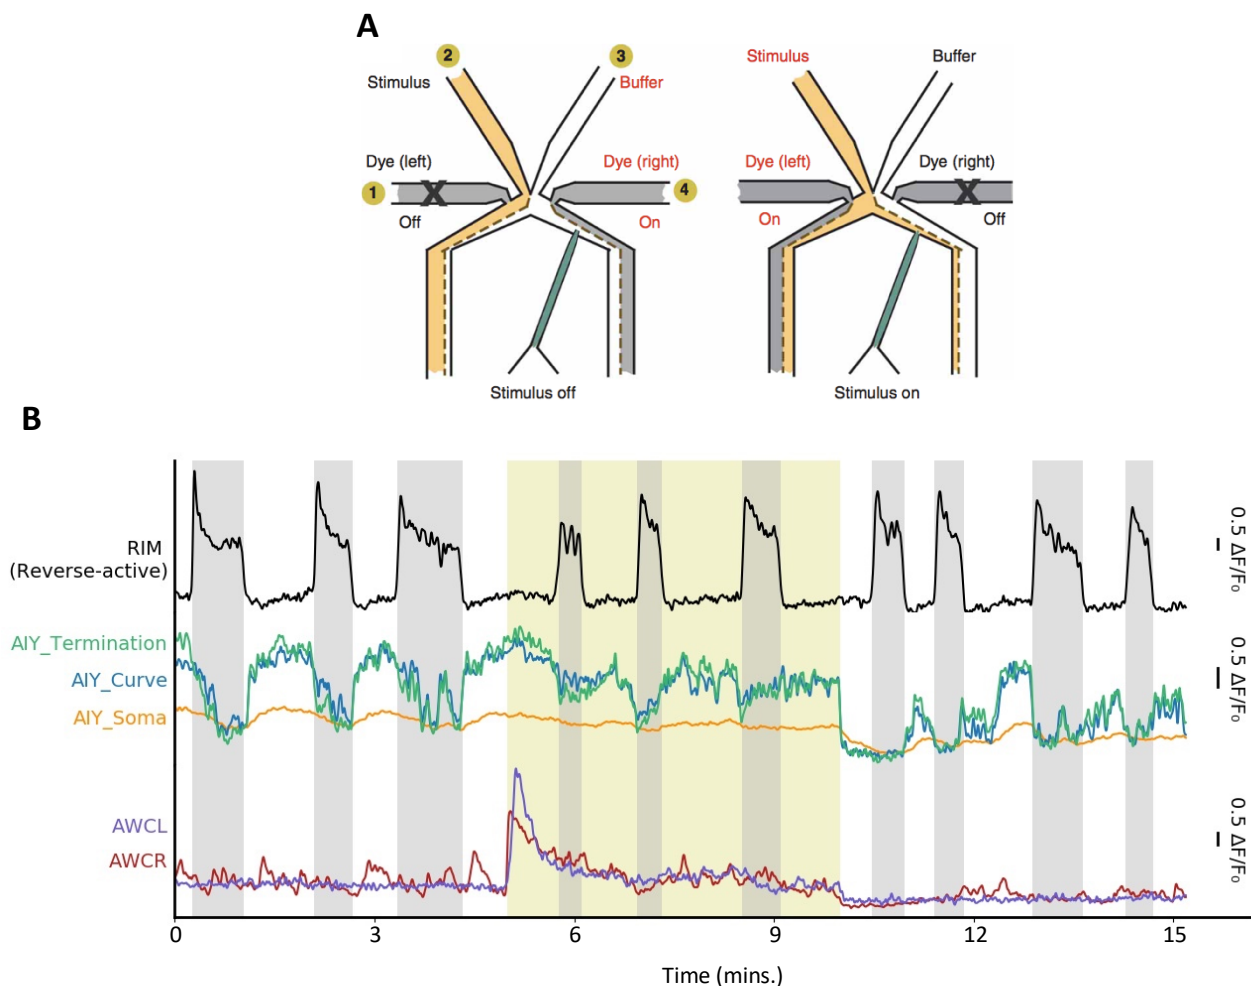 A
2
3
Stimulus
Buffer
Dye (left)
Dye (right)
1
X
4
Off
On
Stimulus off
Stimulus
Buffer
Dye (left)
Dye (right)
X
On
Off
Stimulus on
B
RIM
(Reverse-active)
0.5 ΔF/F₀
AIY_Termination
AIY_Curve
AIY_Soma
0.5 ΔF/F₀
AWCL
AWCR
0.5 ΔF/F₀
0
3
6
9
12
15
Time (mins.)